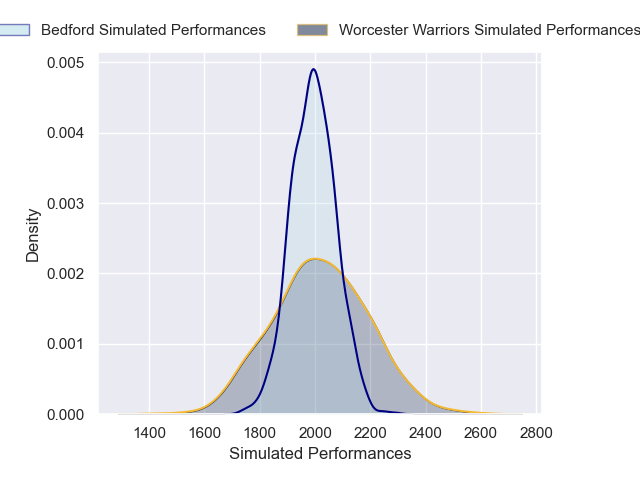 Bedford Simulated Performances
Worcester Warriors Simulated Performances
0.005
0.004
0.003
0.002
0.001
0.000
Density
1400 1600 1800 2000 2200 2400 2600 2800
Simulated Performances